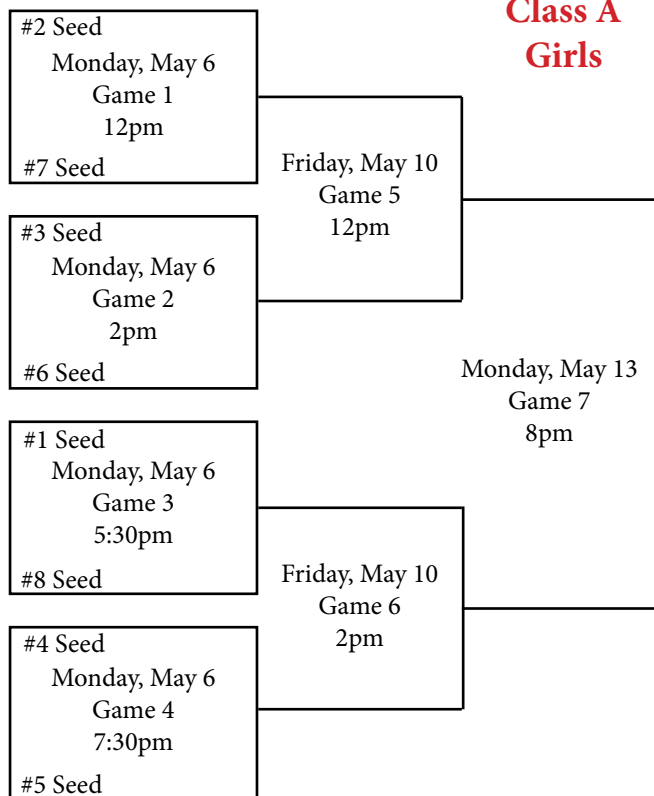 Class A
Girls
#2 Seed
Monday, May 6
Game 1
12pm
#7 Seed
#3 Seed
Monday, May 6
Game 2
2pm
#6 Seed
#1 Seed
Monday, May 6
Game 3
5:30pm
#8 Seed
#4 Seed
Monday, May 6
Game 4
7:30pm
#5 Seed
Friday, May 10
Game 5
12pm
Friday, May 10
Game 6
2pm
Monday, May 13
Game 7
8pm